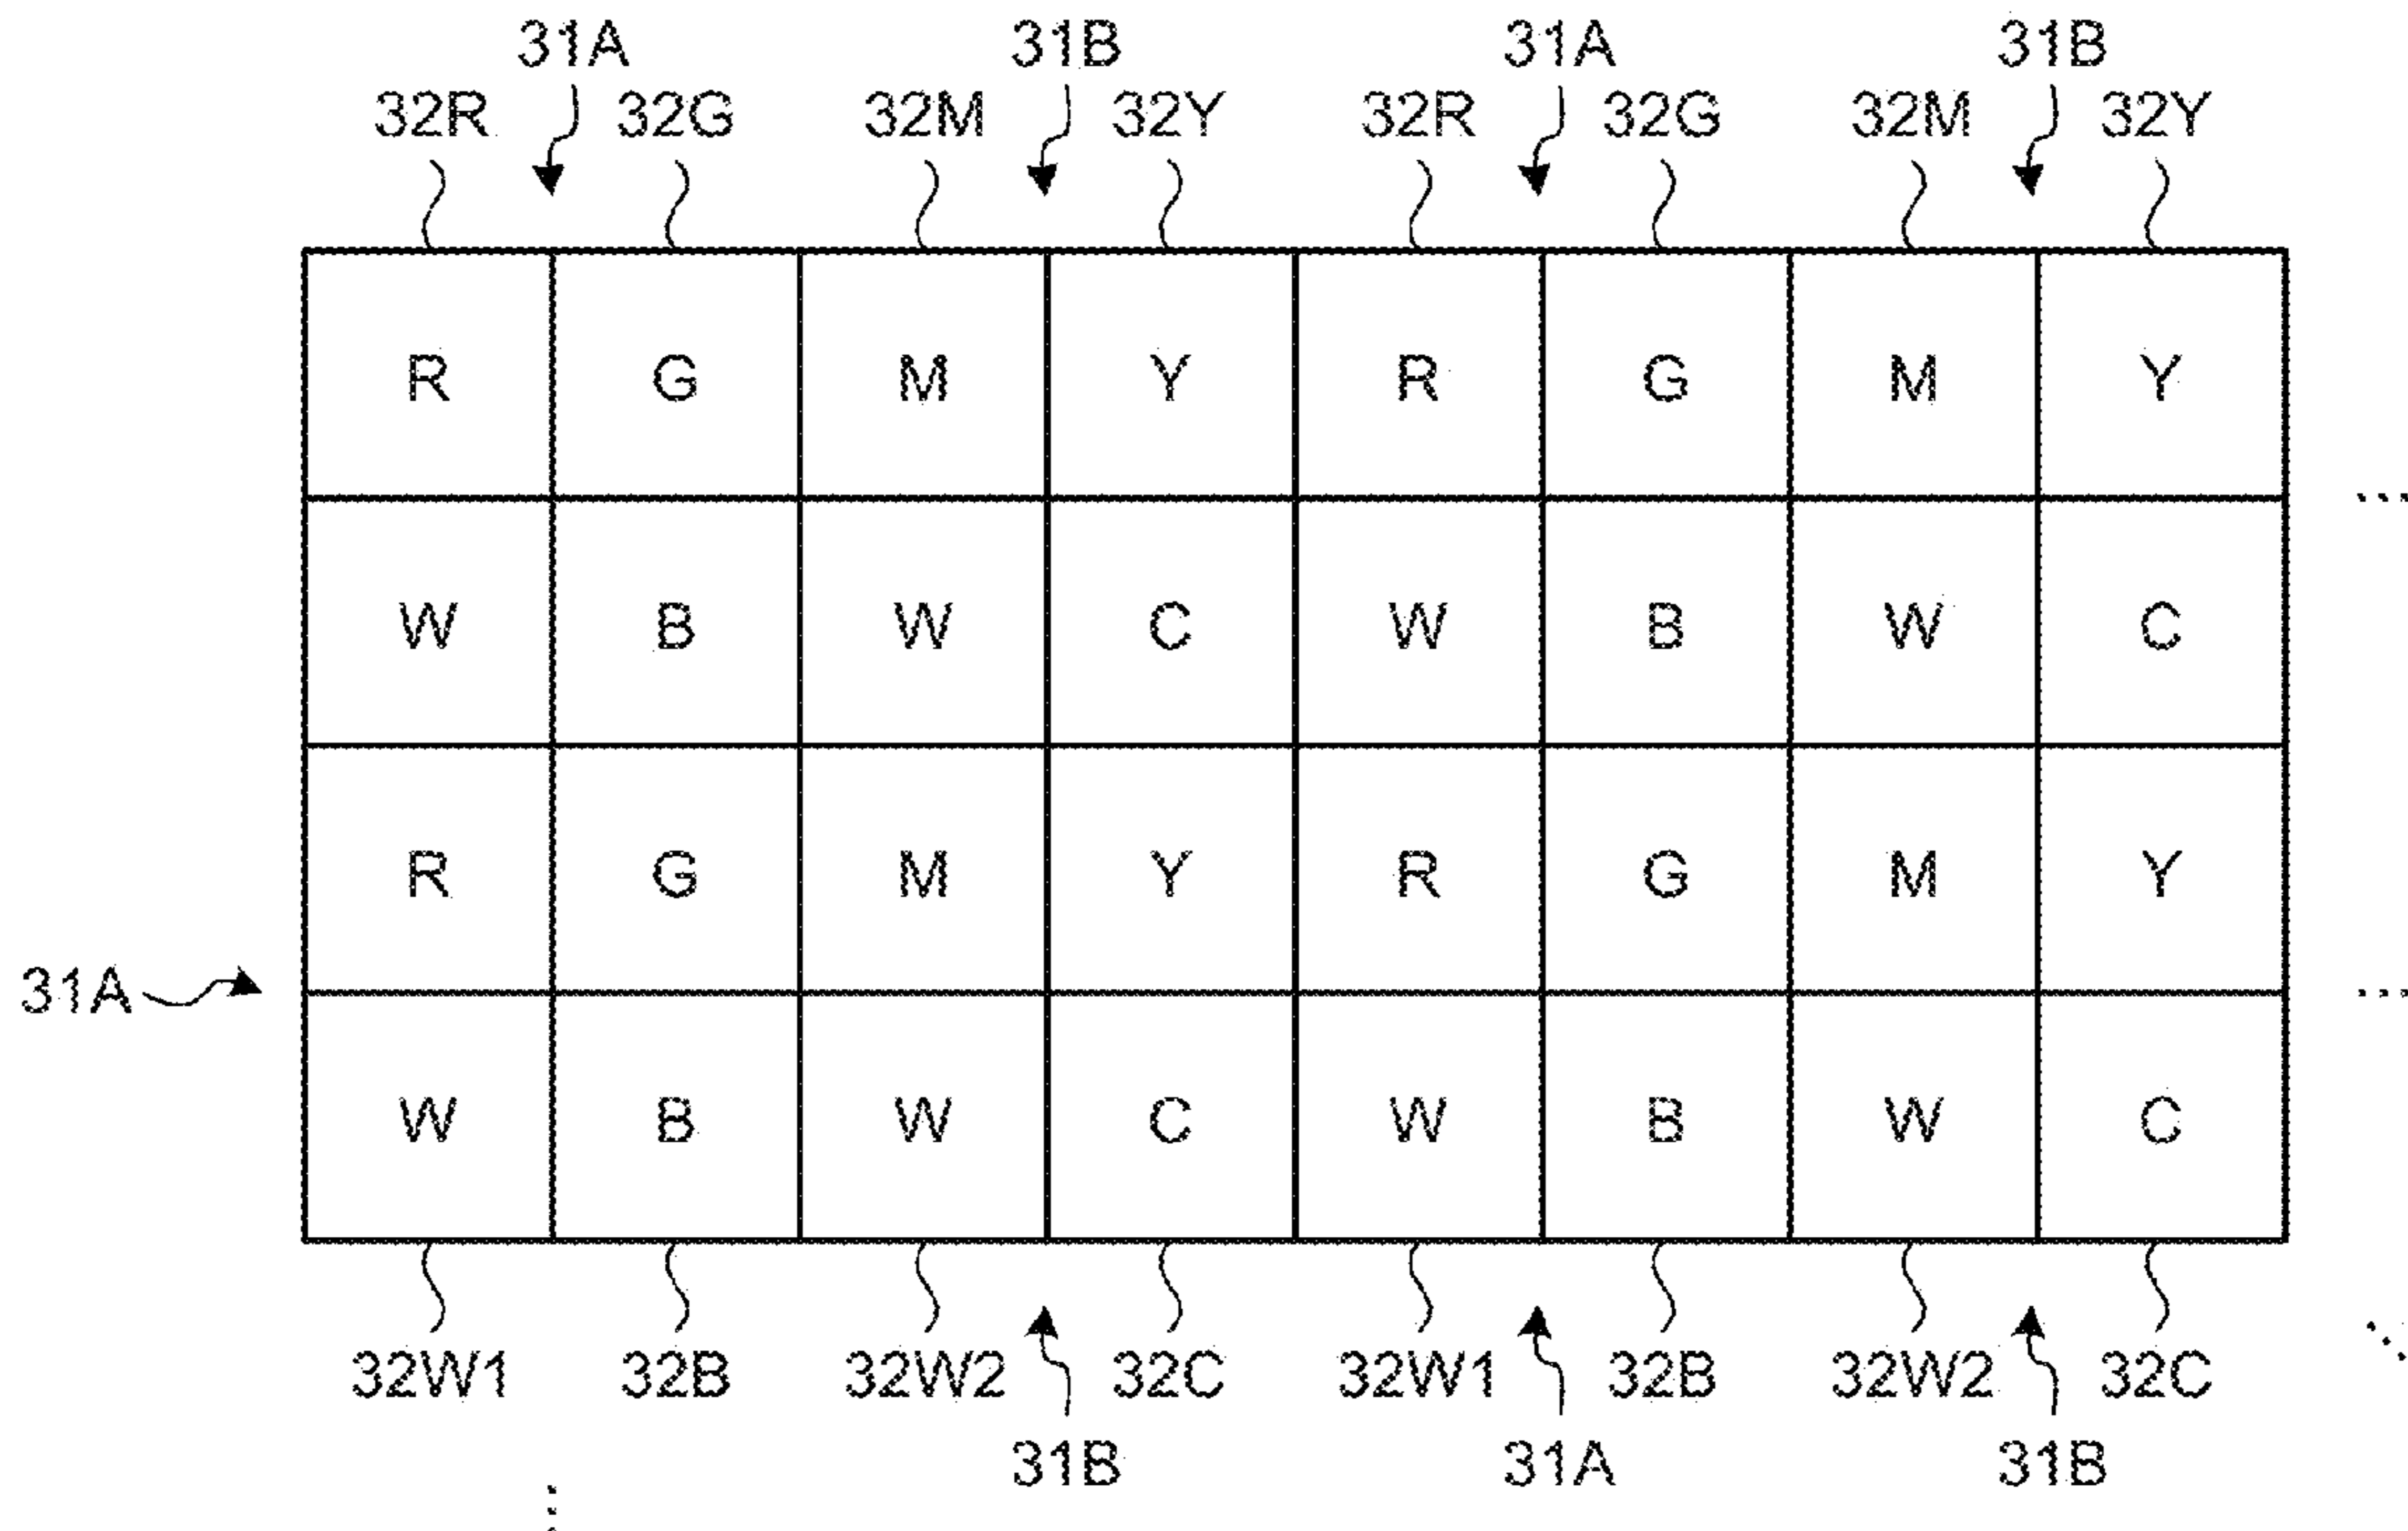 31A 31B 31A 31B
32R 32G 32M 32Y 32R 32G 32M 32Y
R G M Y R G M Y
W B W C W B W C
R G M Y R G M Y
31A
W B W C W B W C
32W1 32B 32W2 32C 32W1 32B 32W2 32C
31B 31A 31B